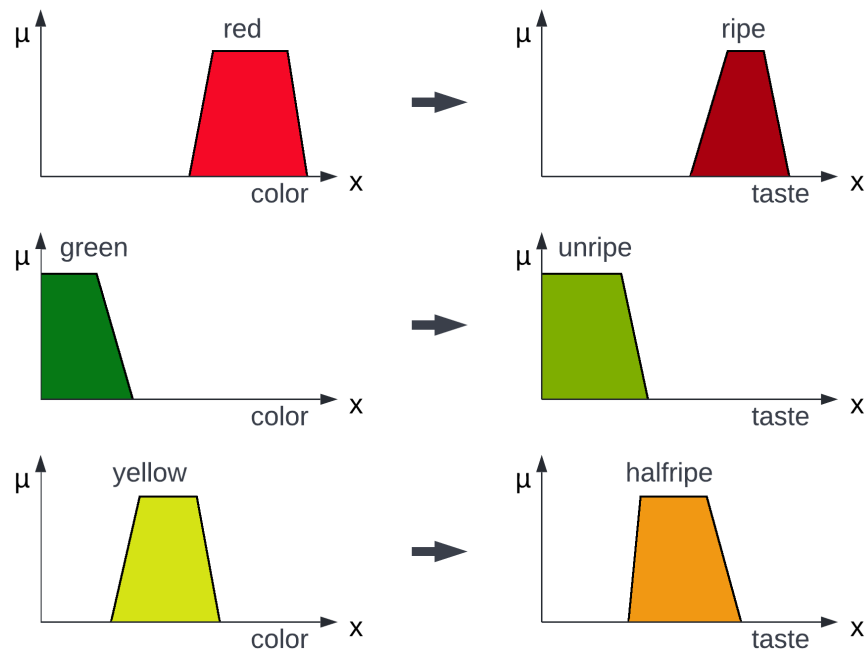 μ red
color x
μ ripe
taste x
μ green
color x
μ unripe
taste x
μ yellow
color x
μ halfripe
taste x